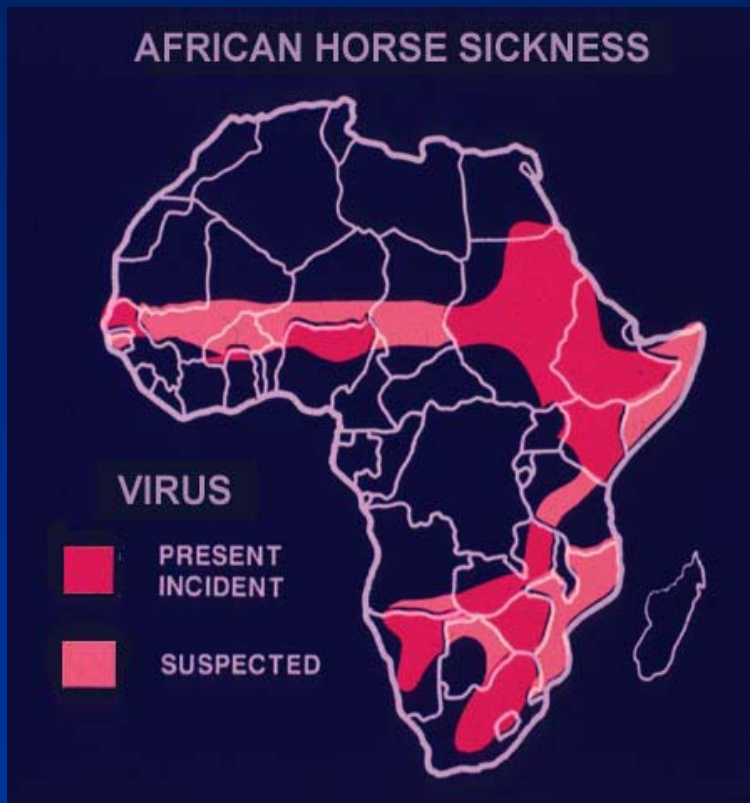 AFRICAN HORSE SICKNESS
VIRUS
PRESENT
INCIDENT
SUSPECTED